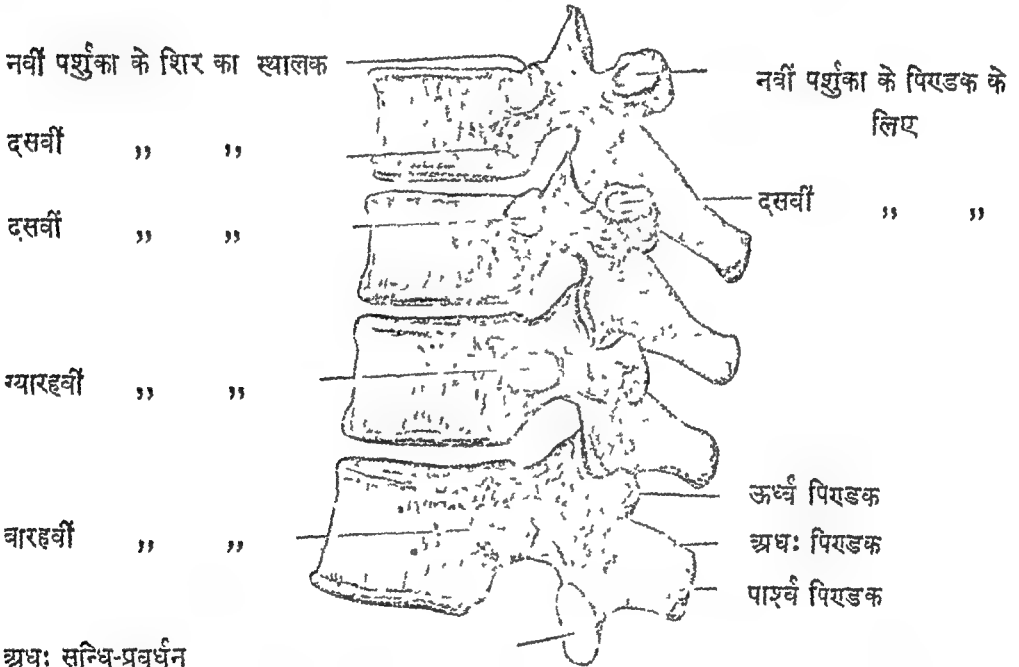 नवीं पर्शुका के शिर का स्थालक
नवीं पर्शुका के पिण्डक के
लिए
दसवीं ,, ,,
दसवीं ,, ,,
दसवीं ,, ,,
ग्यारहवीं ,, ,,
ऊर्ध्व पिण्डक
बारहवीं ,, ,,
अधः पिण्डक
पार्श्व पिण्डक
अधः सन्धि-प्रवर्धन